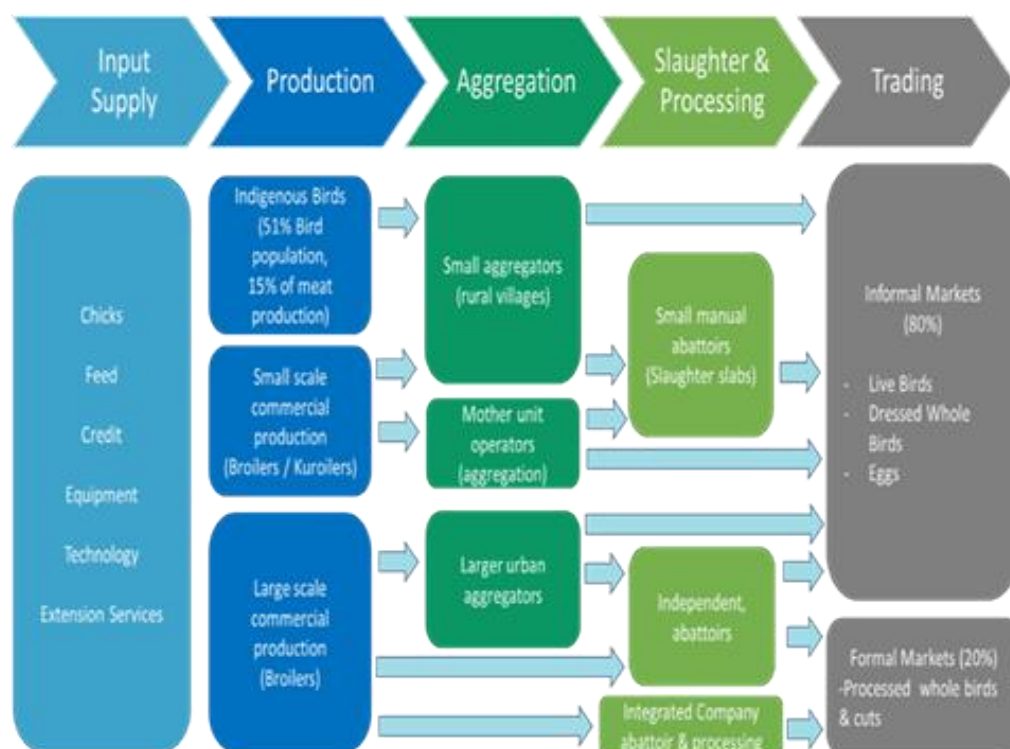 Input
Supply
Production
Aggregation
Slaughter &
Processing
Trading
Chicks
Feed
Credit
Equipment
Technology
Extension Services
Indigenous Birds
(51% Bird
population,
15% of meat
production)
Small scale
commercial
production
(Broilers / Kuroilers)
Large scale
commercial
production
(Broilers)
Small aggregators
(rural villages)
Mother unit
operators
(aggregation)
Larger urban
aggregators
Small manual
abattoirs
(Slaughter slabs)
Independent,
abattoirs
Integrated Company
abattoir & processing
Informal Markets
(80%)
- Live Birds
- Dressed Whole
Birds
- Eggs
Formal Markets (20%)
-Processed whole birds
& cuts